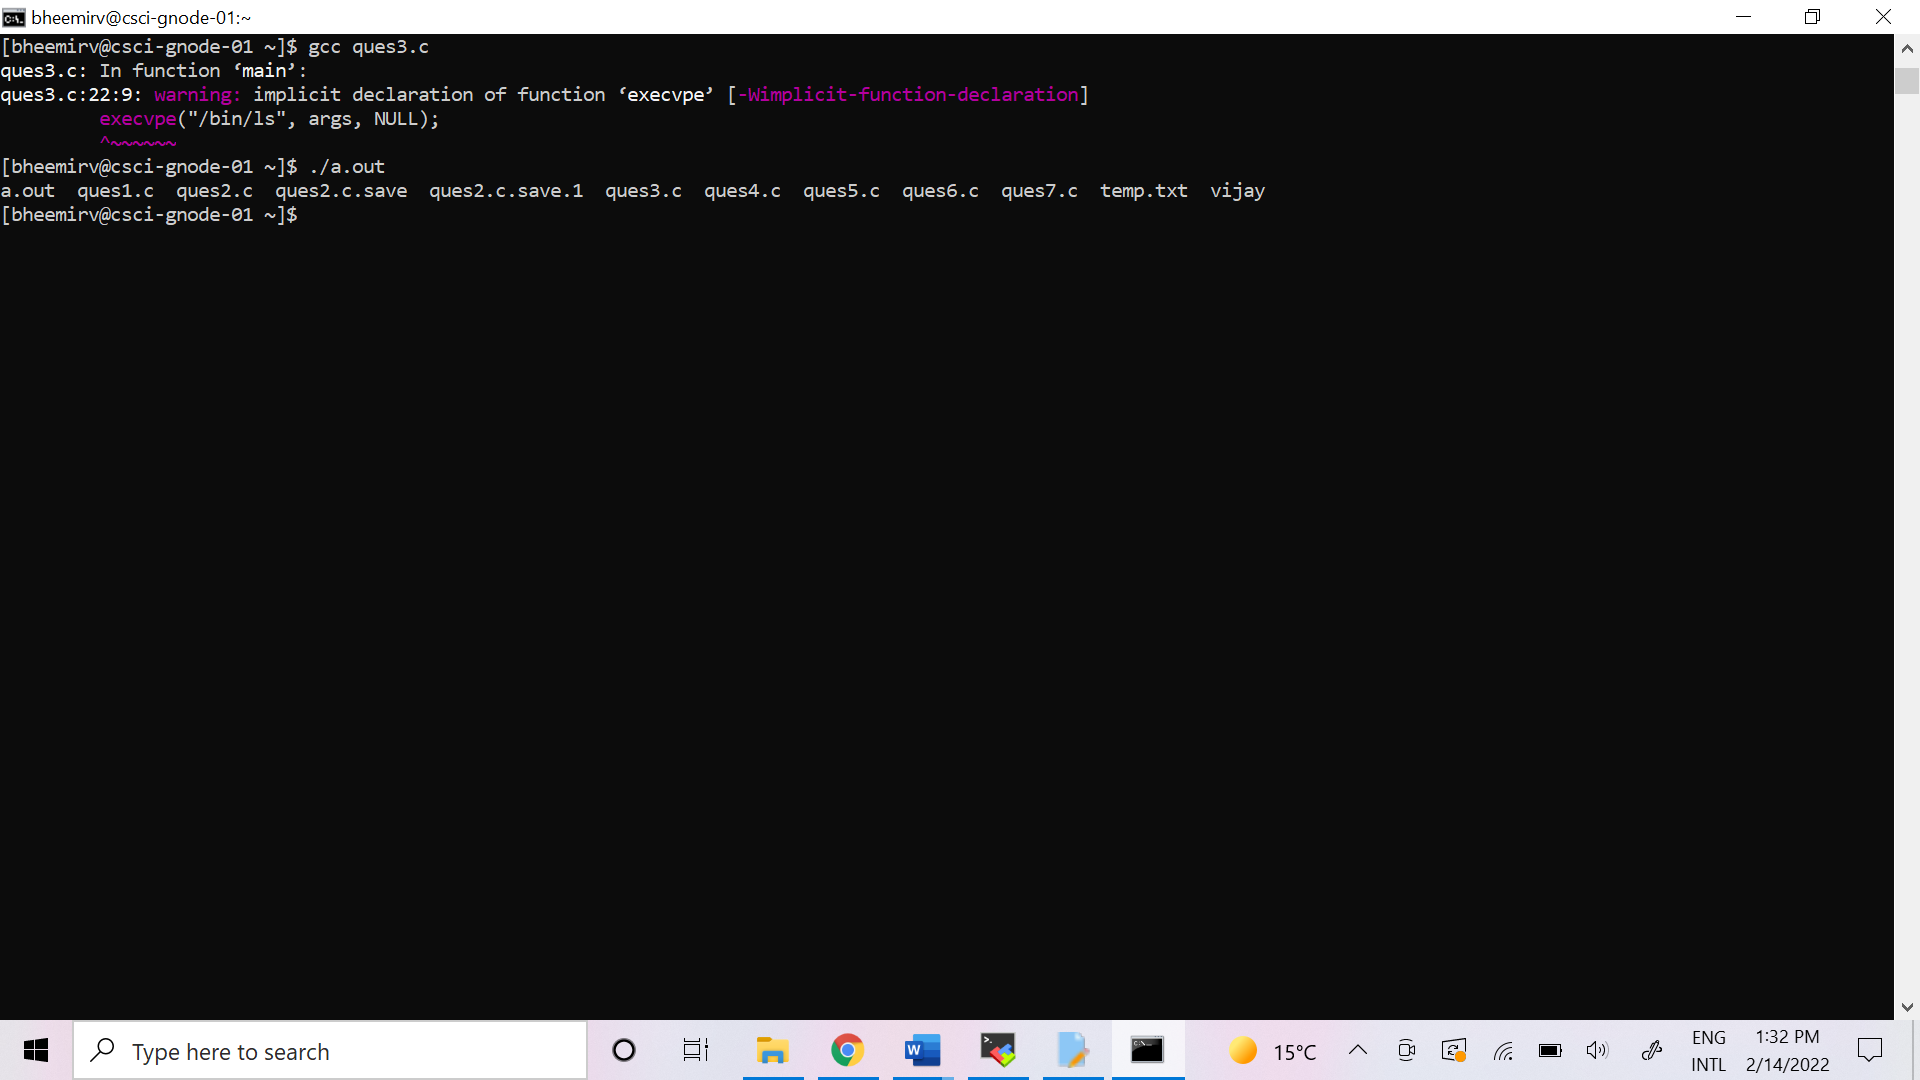 bheemirv@csci-gnode-01:~
[bheemirv@csci-gnode-01 ~]$ gcc ques3.c
ques3.c: In function ‘main’:
ques3.c:22:9: warning: implicit declaration of function ‘execvpe’ [-Wimplicit-function-declaration]
execvpe("/bin/ls", args, NULL);
^~~~~~~
[bheemirv@csci-gnode-01 ~]$ ./a.out
a.out  ques1.c  ques2.c  ques2.c.save  ques2.c.save.1  ques3.c  ques4.c  ques5.c  ques6.c  ques7.c  temp.txt  vijay
[bheemirv@csci-gnode-01 ~]$
Type here to search
15°C
ENG
INTL
1:32 PM
2/14/2022